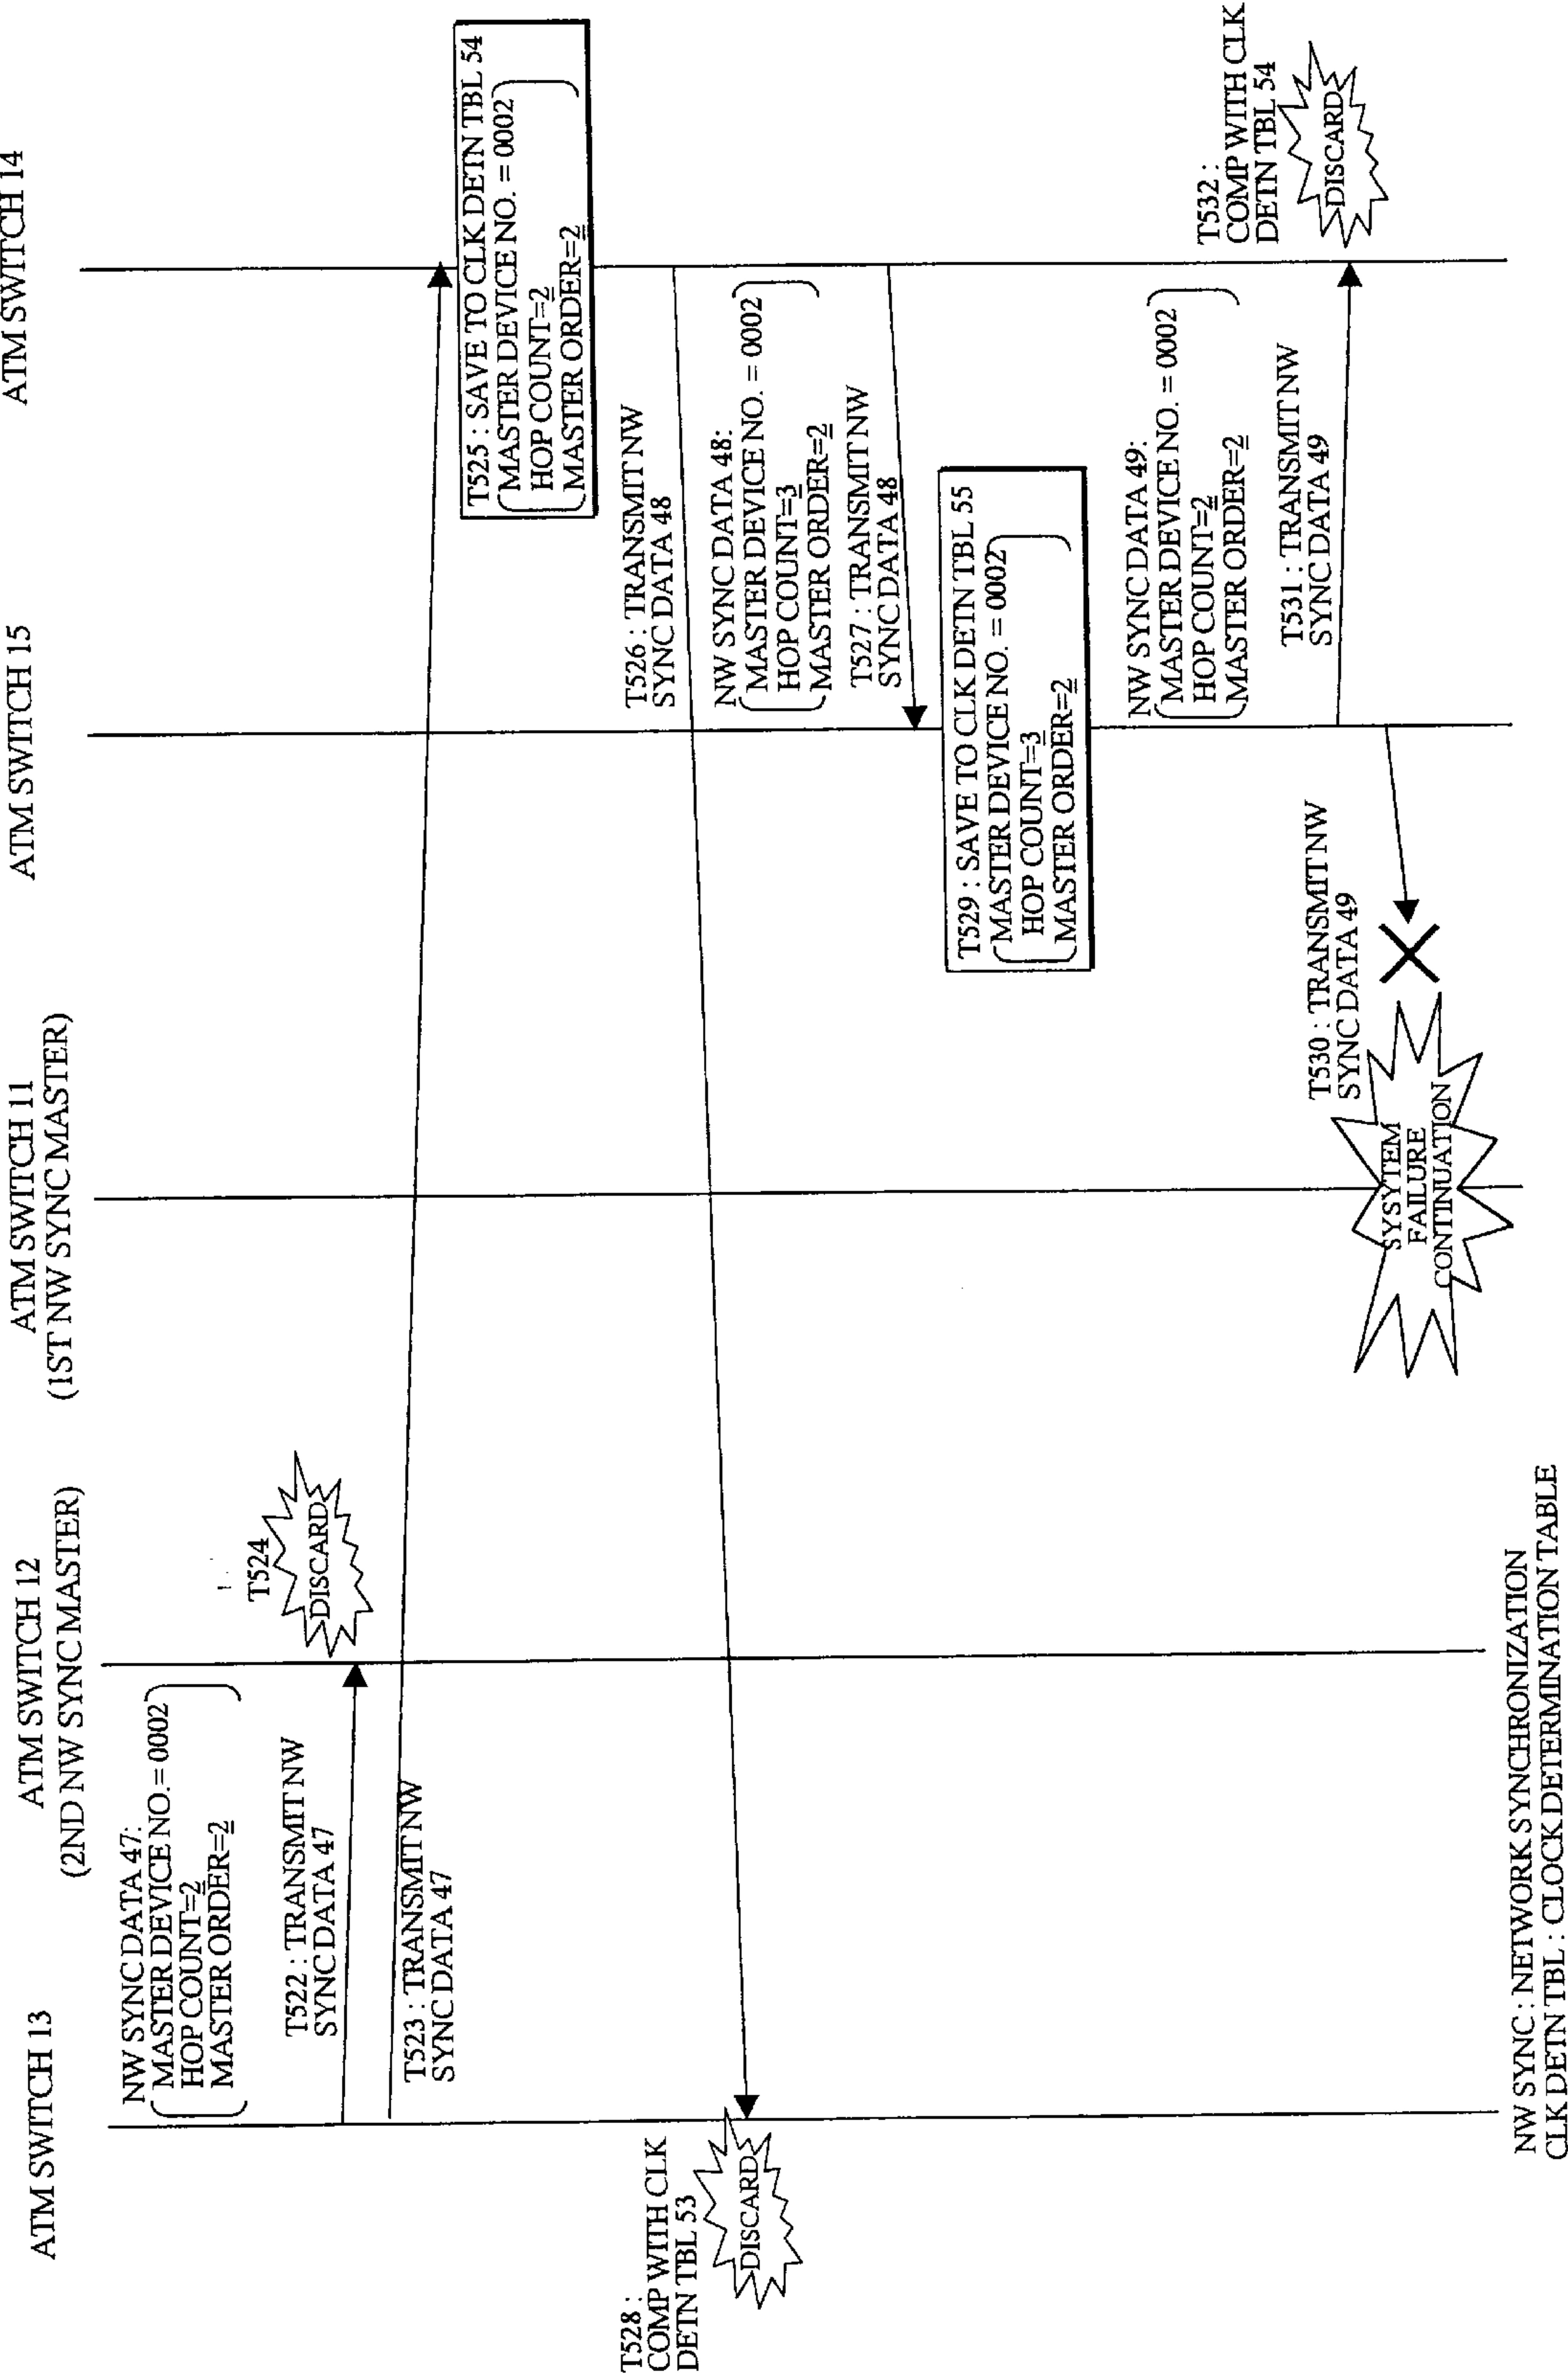 ATM SWITCH 13
ATM SWITCH 12
(2ND NW SYNC MASTER)
ATM SWITCH 11
(1ST NW SYNC MASTER)
ATM SWITCH 15
ATM SWITCH 14
NW SYNC DATA 47:
MASTER DEVICE NO. = 0002
HOP COUNT=2
MASTER ORDER=2
T522 : TRANSMIT NW
SYNC DATA 47
T524
DISCARD
T523 : TRANSMIT NW
SYNC DATA 47
T525 : SAVE TO CLK DETN TBL 54
MASTER DEVICE NO. = 0002
HOP COUNT=2
MASTER ORDER=2
T526 : TRANSMIT NW
SYNC DATA 48
NW SYNC DATA 48:
MASTER DEVICE NO. = 0002
HOP COUNT=3
MASTER ORDER=2
T528 :
COMP WITH CLK
DETN TBL 53
DISCARD
T527 : TRANSMIT NW
SYNC DATA 48
T529 : SAVE TO CLK DETN TBL 55
MASTER DEVICE NO. = 0002
HOP COUNT=3
MASTER ORDER=2
NW SYNC DATA 49:
MASTER DEVICE NO. = 0002
HOP COUNT=2
MASTER ORDER=2
T531 : TRANSMIT NW
SYNC DATA 49
T532 :
COMP WITH CLK
DETN TBL 54
DISCARD
T530 : TRANSMIT NW
SYNC DATA 49
SYSYTEM
FAILURE
CONTINUATION
NW SYNC : NETWORK SYNCHRONIZATION
CLK DETN TBL : CLOCK DETERMINATION TABLE